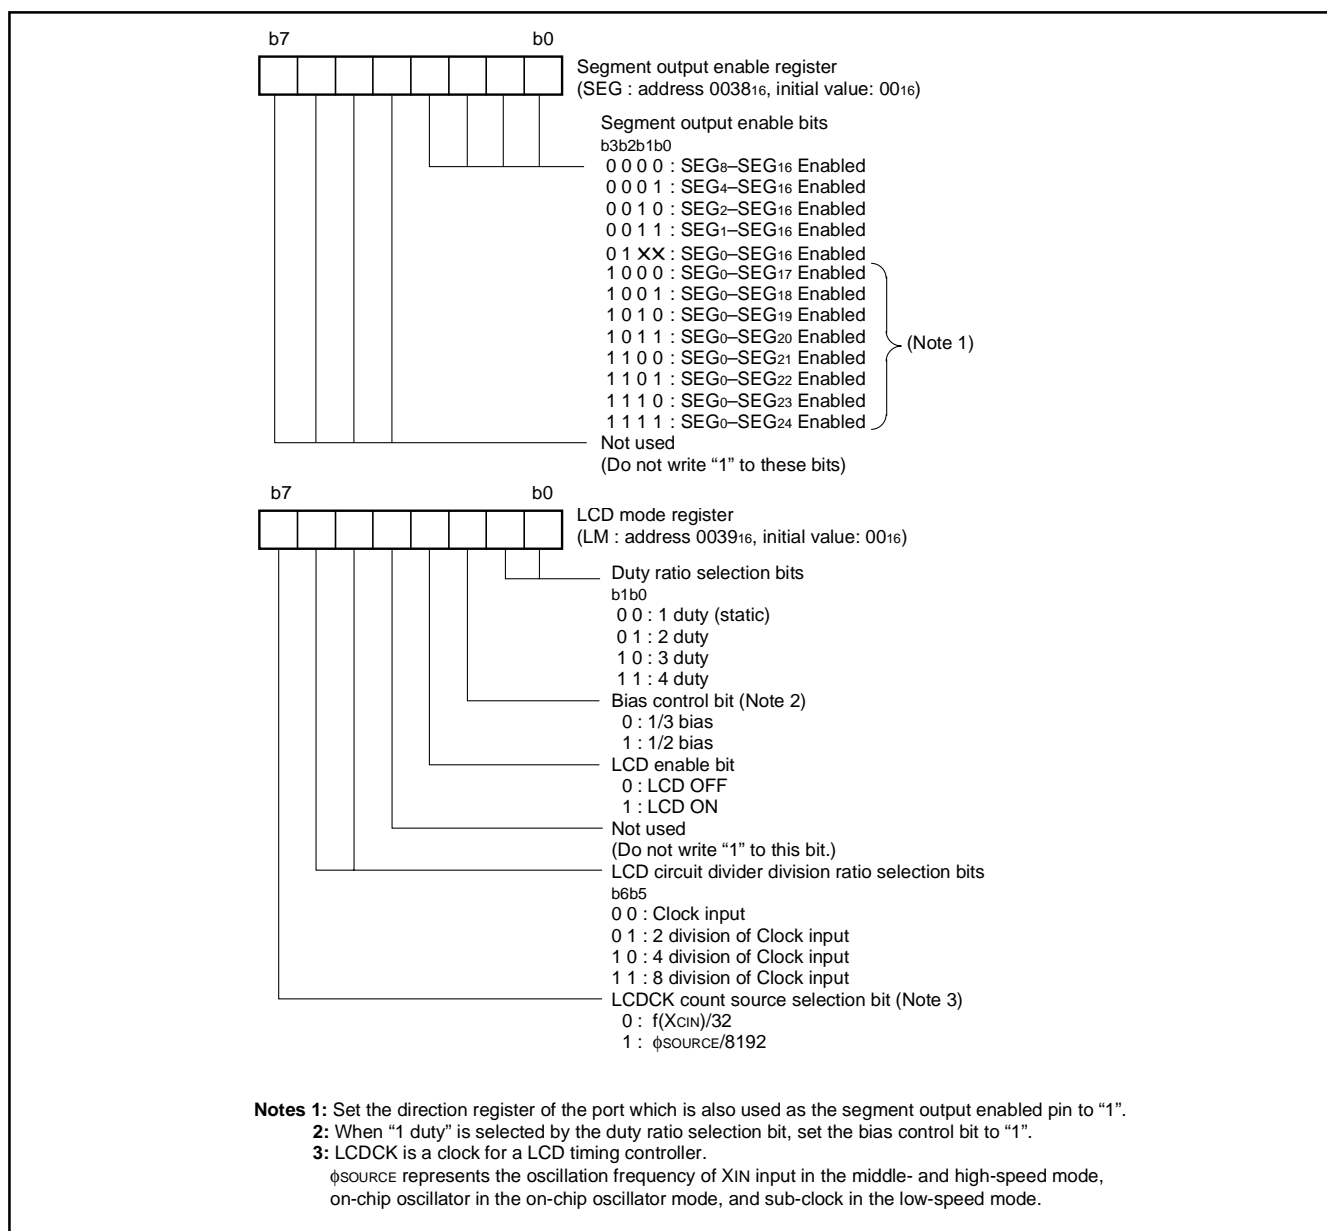 b7 b0
Segment output enable register
(SEG : address 0038₁₆, initial value: 00₁₆)
Segment output enable bits
b3b2b1b0
0 0 0 0 : SEG₈–SEG₁₆ Enabled
0 0 0 1 : SEG₄–SEG₁₆ Enabled
0 0 1 0 : SEG₂–SEG₁₆ Enabled
0 0 1 1 : SEG₁–SEG₁₆ Enabled
0 1 X X : SEG₀–SEG₁₆ Enabled
1 0 0 0 : SEG₀–SEG₁₇ Enabled
1 0 0 1 : SEG₀–SEG₁₈ Enabled
1 0 1 0 : SEG₀–SEG₁₉ Enabled
1 0 1 1 : SEG₀–SEG₂₀ Enabled
(Note 1)
1 1 0 0 : SEG₀–SEG₂₁ Enabled
1 1 0 1 : SEG₀–SEG₂₂ Enabled
1 1 1 0 : SEG₀–SEG₂₃ Enabled
1 1 1 1 : SEG₀–SEG₂₄ Enabled
Not used
(Do not write “1” to these bits)
b7 b0
LCD mode register
(LM : address 0039₁₆, initial value: 00₁₆)
Duty ratio selection bits
b1b0
0 0 : 1 duty (static)
0 1 : 2 duty
1 0 : 3 duty
1 1 : 4 duty
Bias control bit (Note 2)
0 : 1/3 bias
1 : 1/2 bias
LCD enable bit
0 : LCD OFF
1 : LCD ON
Not used
(Do not write “1” to this bit.)
LCD circuit divider division ratio selection bits
b6b5
0 0 : Clock input
0 1 : 2 division of Clock input
1 0 : 4 division of Clock input
1 1 : 8 division of Clock input
LCDCK count source selection bit (Note 3)
0 : f(XCIN)/32
1 : ϕSOURCE/8192
Notes 1: Set the direction register of the port which is also used as the segment output enabled pin to “1”.
2: When “1 duty” is selected by the duty ratio selection bit, set the bias control bit to “1”.
3: LCDCK is a clock for a LCD timing controller.
ϕSOURCE represents the oscillation frequency of XIN input in the middle- and high-speed mode,
on-chip oscillator in the on-chip oscillator mode, and sub-clock in the low-speed mode.